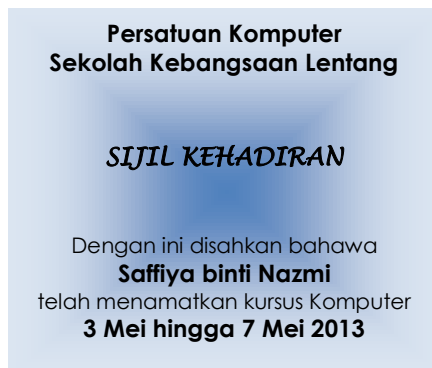 Persatuan Komputer
Sekolah Kebangsaan Lentang
SIJIL KEHADIRAN
Dengan ini disahkan bahawa
Saffiya binti Nazmi
telah menamatkan kursus Komputer
3 Mei hingga 7 Mei 2013